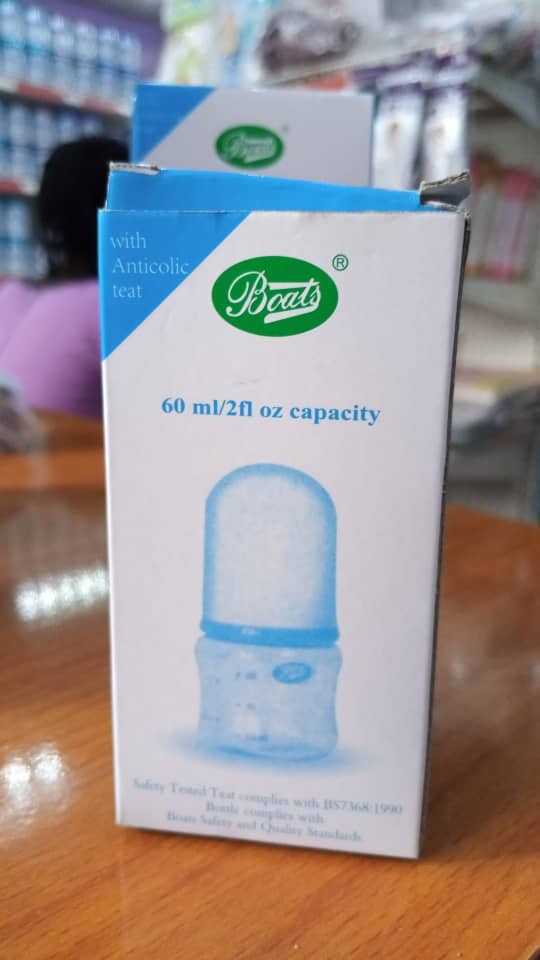 with
Anticolic
teat
Boats®
60 ml/2fl oz capacity
Safety Tested Teat complies with BS7368:1990
Bottle complies with
Boats Safety and Quality Standards